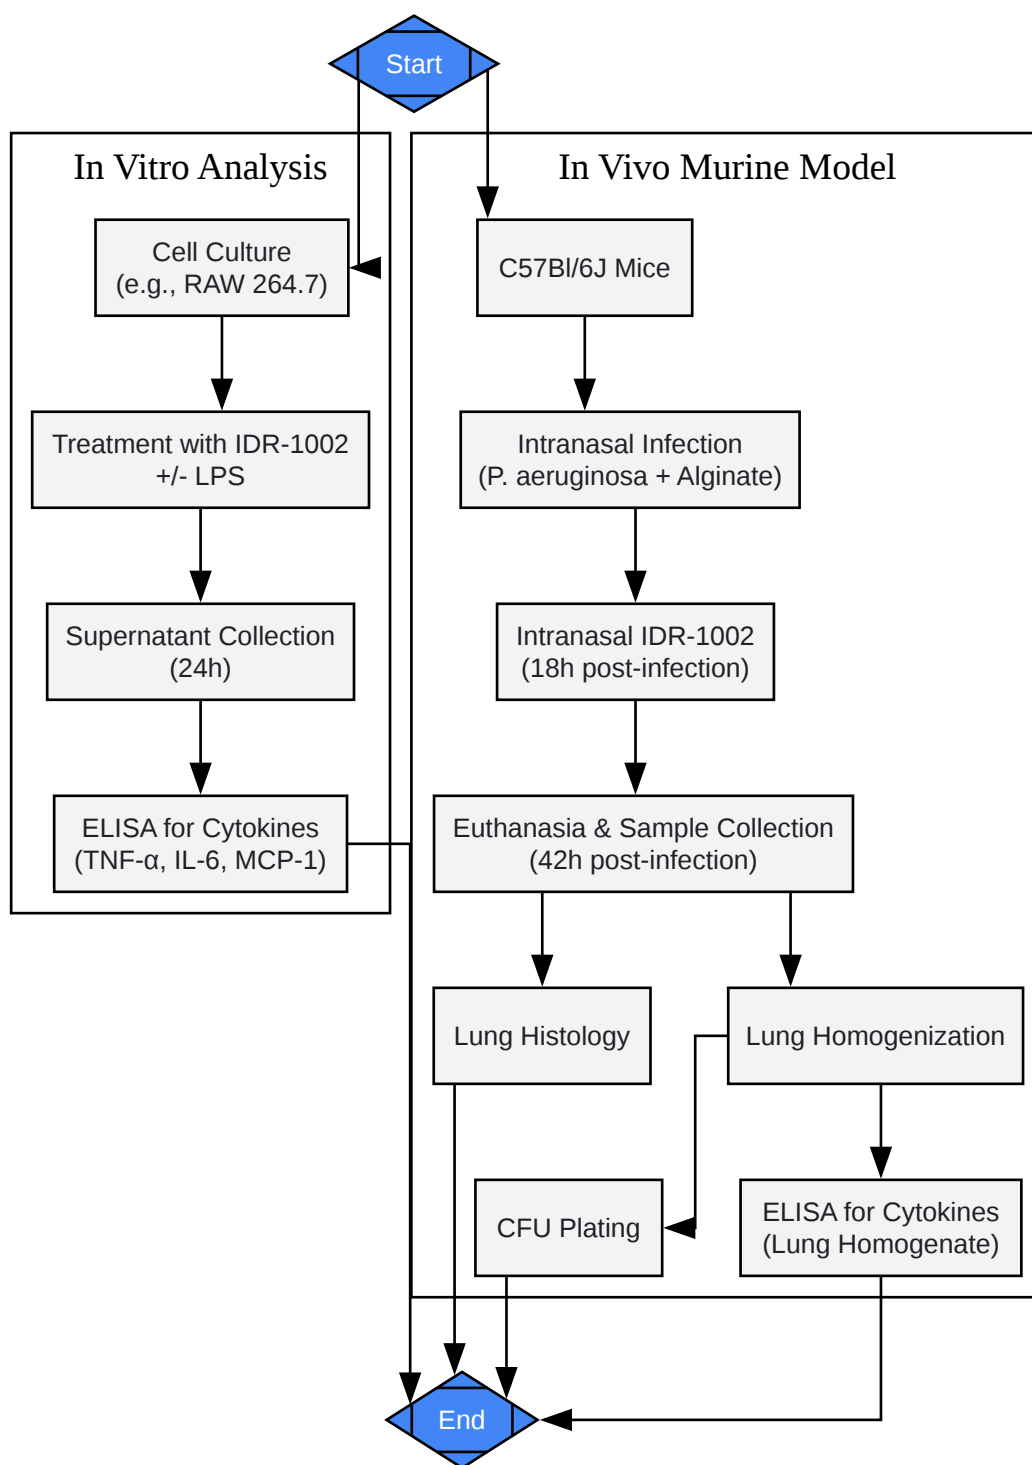 Start
In Vitro Analysis
Cell Culture
(e.g., RAW 264.7)
Treatment with IDR-1002
+/- LPS
Supernatant Collection
(24h)
ELISA for Cytokines
(TNF-α, IL-6, MCP-1)
In Vivo Murine Model
C57Bl/6J Mice
Intranasal Infection
(P. aeruginosa + Alginate)
Intranasal IDR-1002
(18h post-infection)
Euthanasia & Sample Collection
(42h post-infection)
Lung Histology
Lung Homogenization
CFU Plating
ELISA for Cytokines
(Lung Homogenate)
End